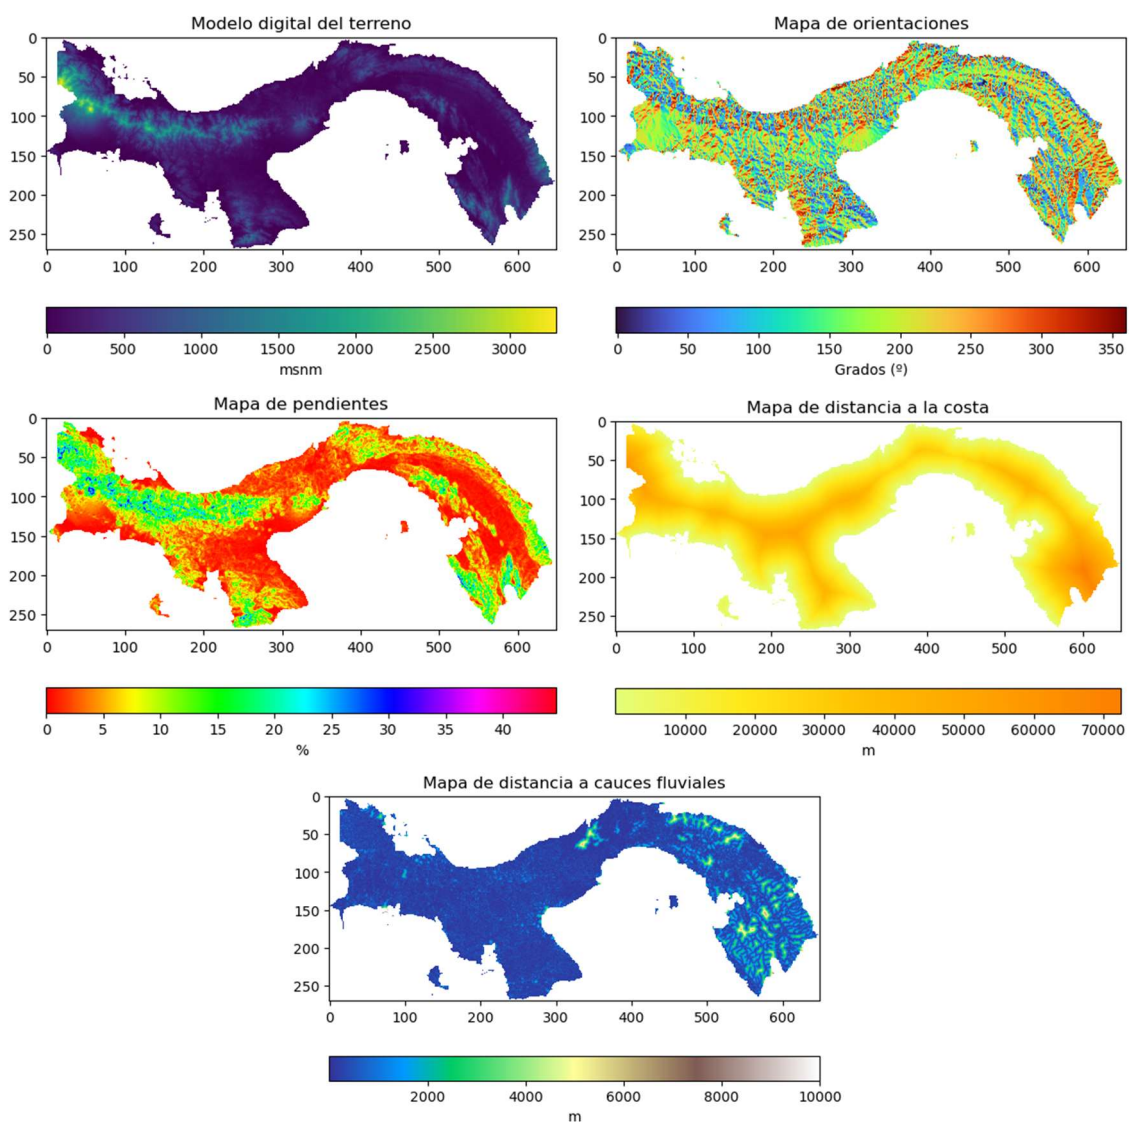 Modelo digital del terreno
0
50
100
150
200
250
0 100 200 300 400 500 600
0 500 1000 1500 2000 2500 3000
msnm
Mapa de orientaciones
0
50
100
150
200
250
0 100 200 300 400 500 600
0 50 100 150 200 250 300 350
Grados (º)
Mapa de pendientes
0
50
100
150
200
250
0 100 200 300 400 500 600
0 5 10 15 20 25 30 35 40
%
Mapa de distancia a la costa
0
50
100
150
200
250
0 100 200 300 400 500 600
10000 20000 30000 40000 50000 60000 70000
m
Mapa de distancia a cauces fluviales
0
50
100
150
200
250
0 100 200 300 400 500 600
2000 4000 6000 8000 10000
m